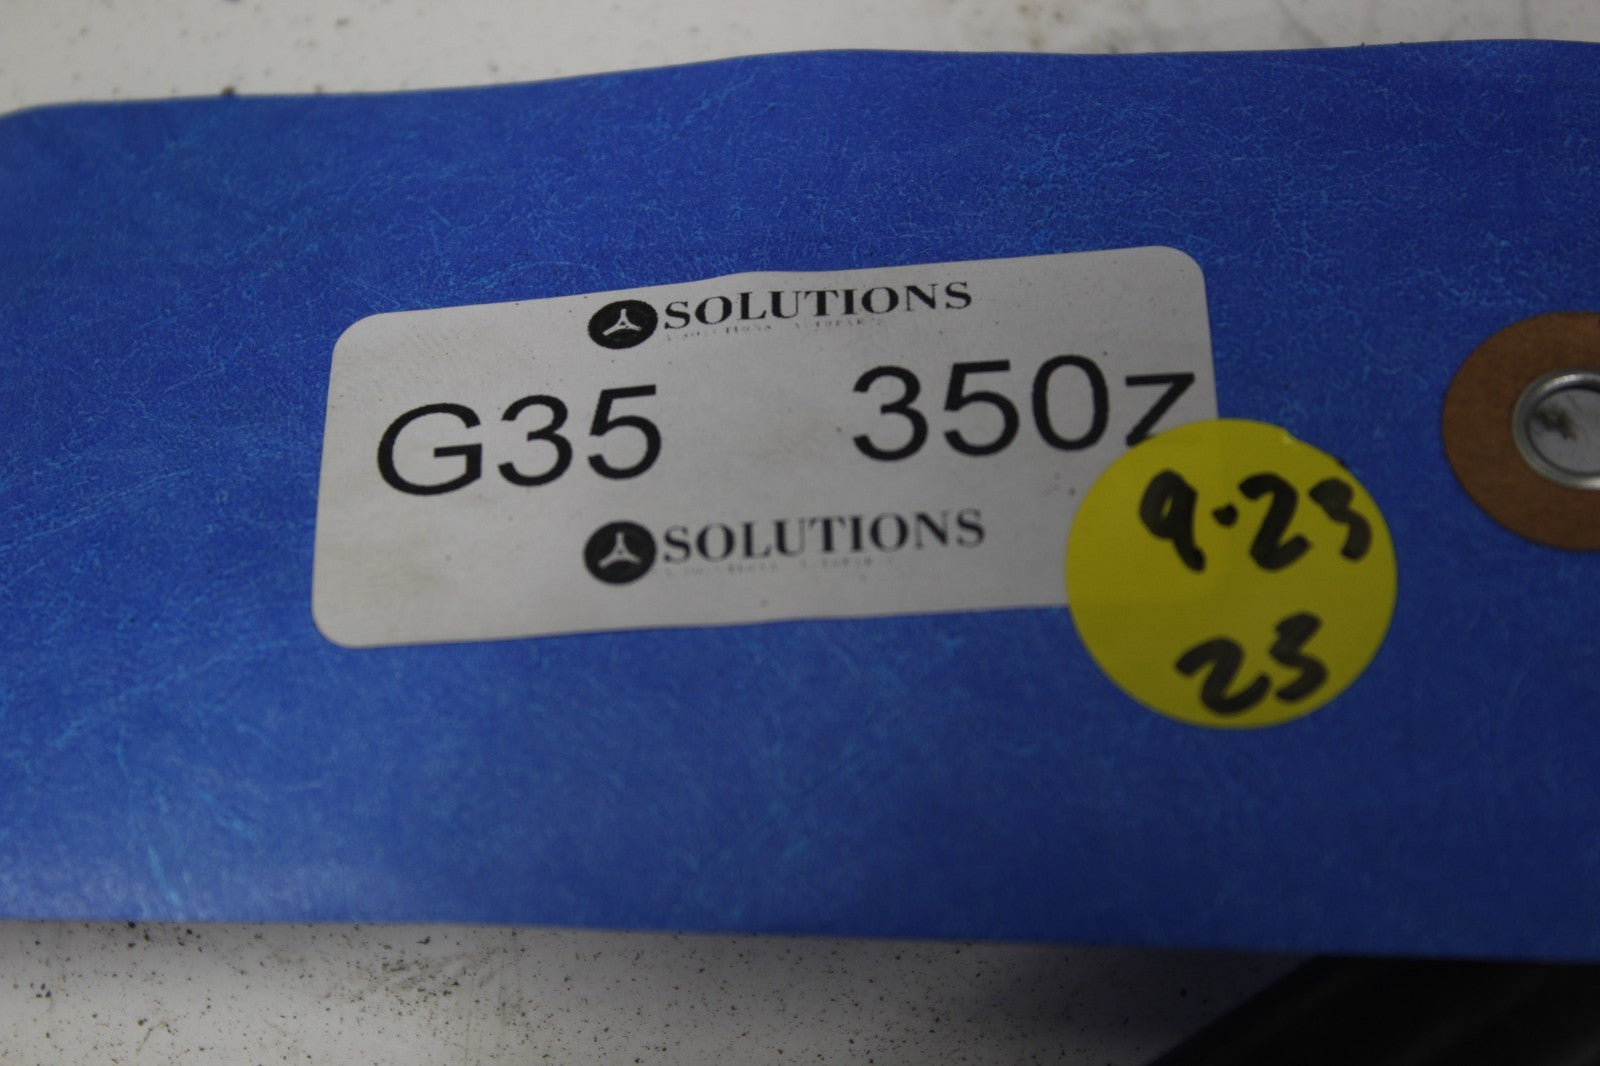 SOLUTIONS
G35 350z
SOLUTIONS
9.23
23